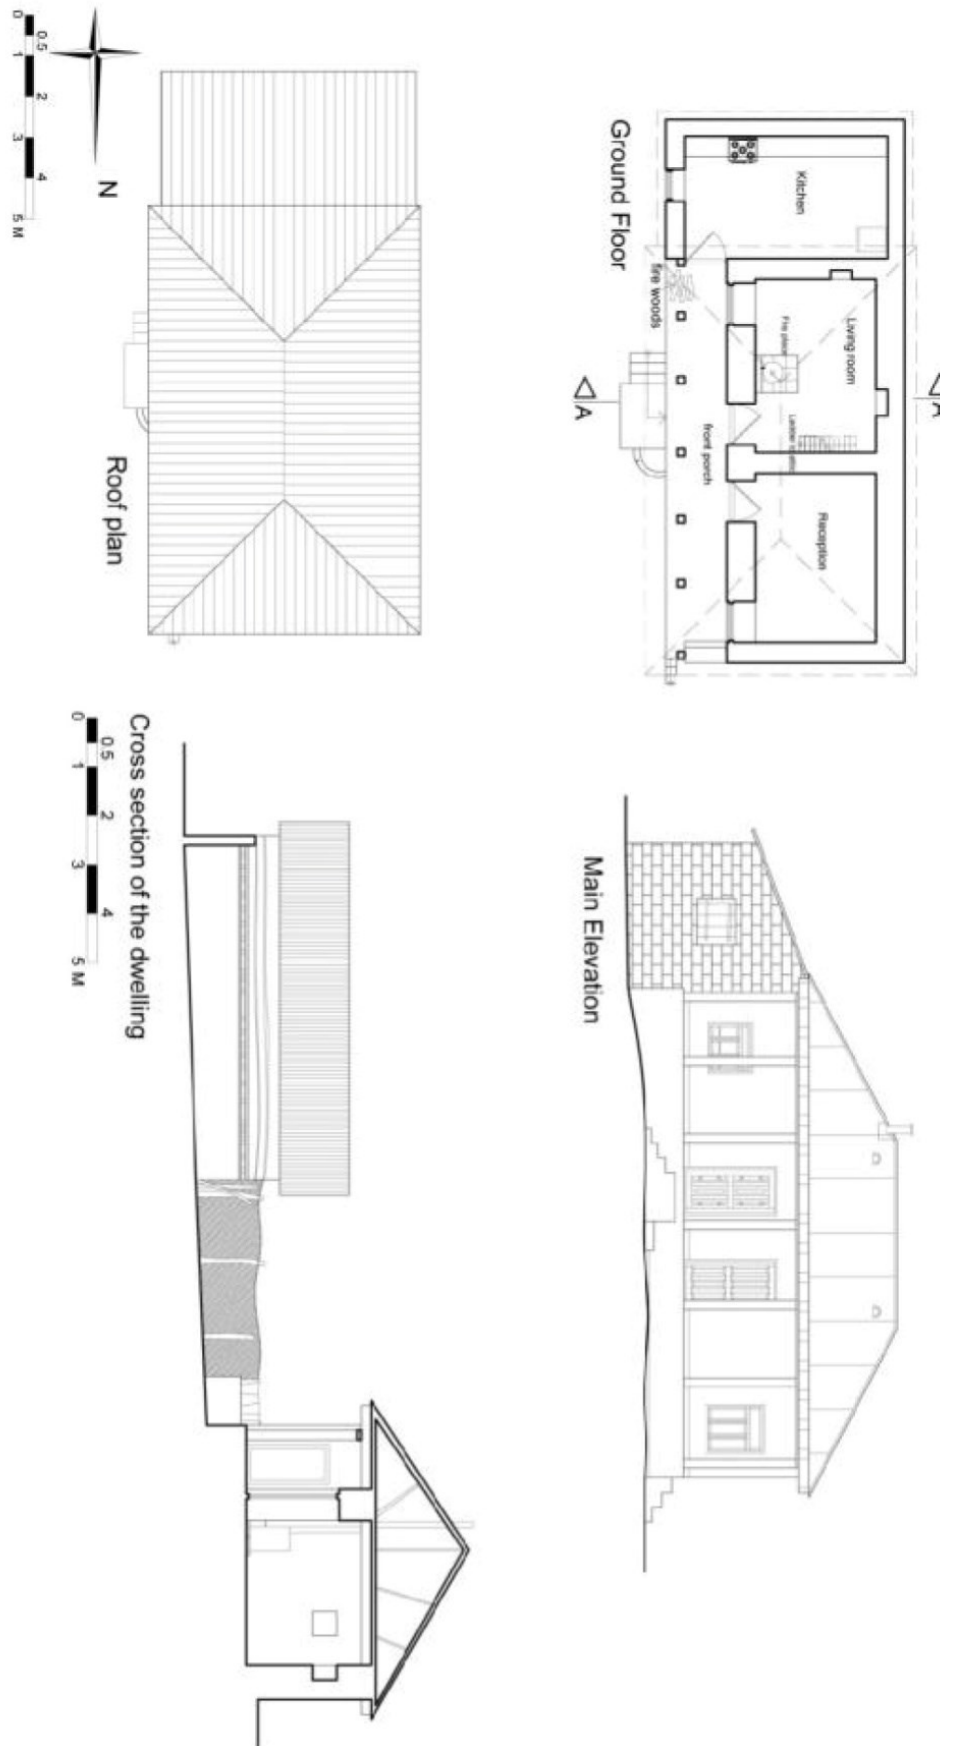 Ground Floor
Kitchen
Living room
Reception
Fire place
front porch
fire woods
A
A
Roof plan
N
0 0.5 1 2 3 4 5 M
Main Elevation
Cross section of the dwelling
0 0.5 1 2 3 4 5 M